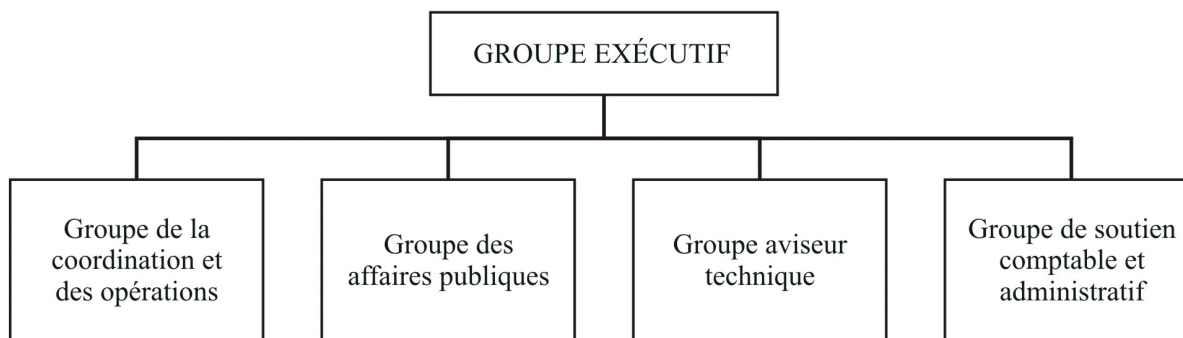 GROUPE EXÉCUTIF
Groupe de la
coordination et
des opérations
Groupe des
affaires publiques
Groupe aviseur
technique
Groupe de soutien
comptable et
administratif